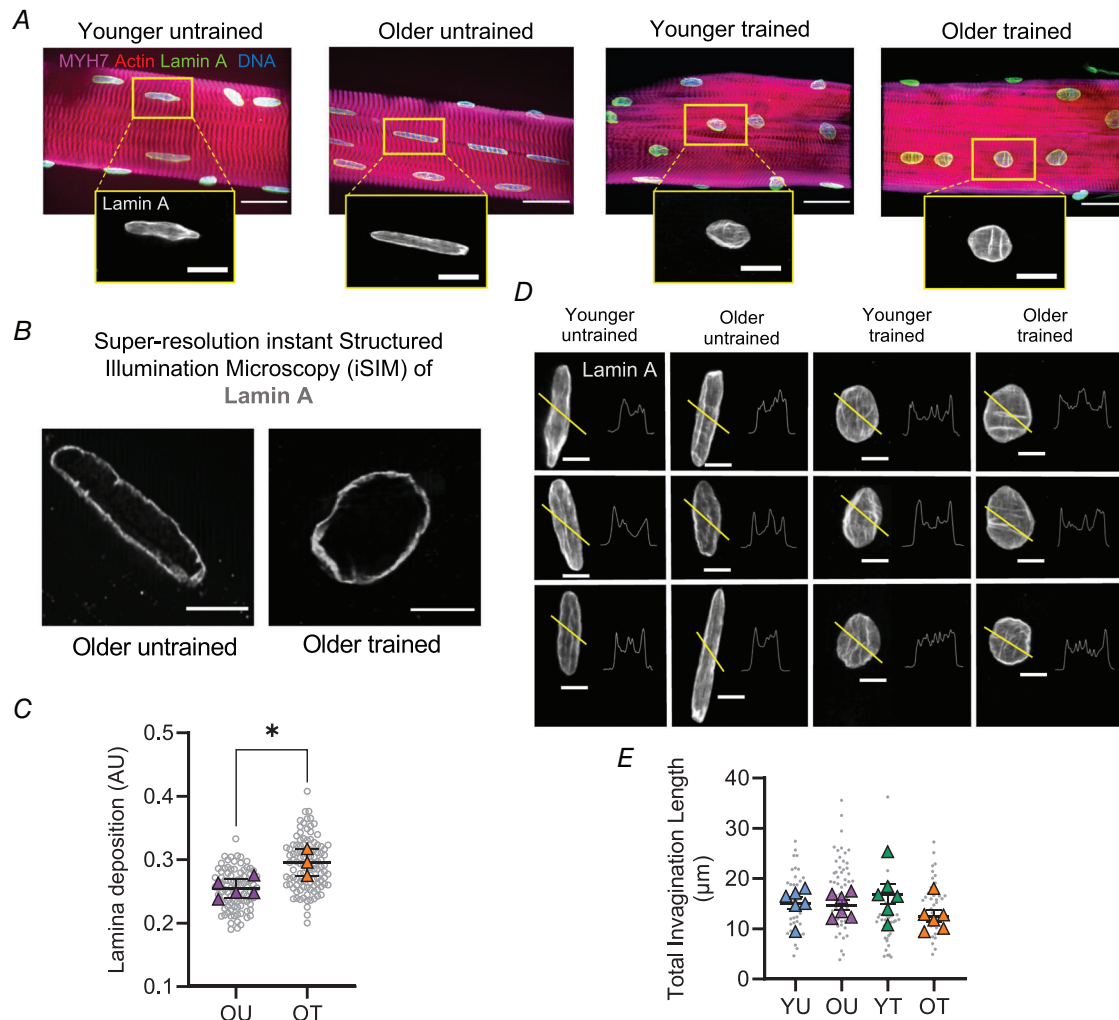 A
Younger untrained
Older untrained
Younger trained
Older trained
MYH7 Actin Lamin A DNA
Lamin A
B
Super-resolution instant Structured
Illumination Microscopy (iSIM) of
Lamin A
Older untrained
Older trained
C
Lamina deposition (AU)
0.5
0.4
0.3
0.2
0.1
*
OU
OT
D
Younger
untrained
Older
untrained
Younger
trained
Older
trained
Lamin A
E
Total Invagination Length
(µm)
40
30
20
10
0
YU
OU
YT
OT